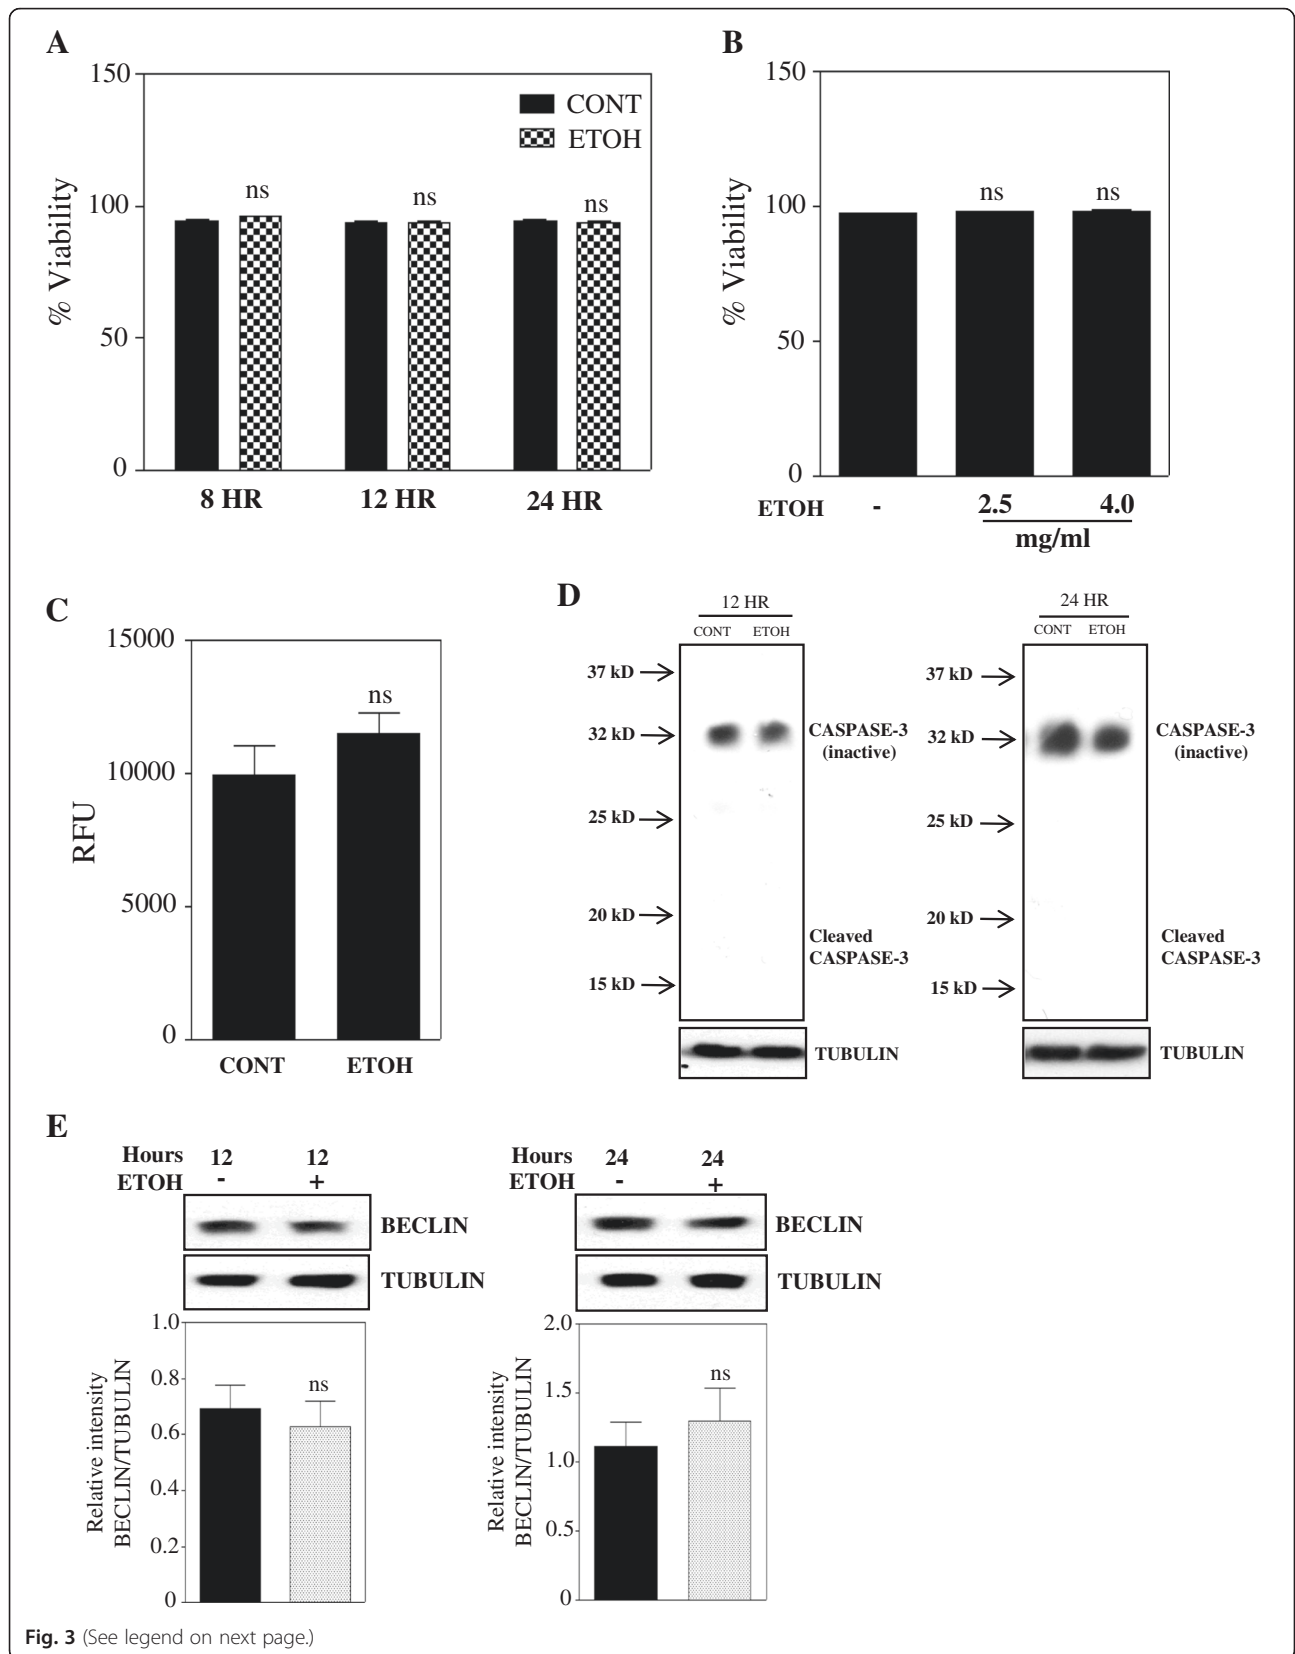 A
150
100
50
0
% Viability
CONT
ETOH
ns
ns
ns
8 HR
12 HR
24 HR
B
150
100
50
0
% Viability
ns
ns
ETOH - 2.5 4.0
mg/ml
C
15000
10000
5000
0
RFU
ns
CONT
ETOH
D
12 HR
CONT ETOH
37 kD
32 kD
25 kD
20 kD
15 kD
CASPASE-3
(inactive)
Cleaved
CASPASE-3
TUBULIN
24 HR
CONT ETOH
37 kD
32 kD
25 kD
20 kD
15 kD
CASPASE-3
(inactive)
Cleaved
CASPASE-3
TUBULIN
E
Hours 12 12
ETOH - +
BECLIN
TUBULIN
1.0
0.8
0.6
0.4
0.2
0
Relative intensity
BECLIN/TUBULIN
ns
Hours 24 24
ETOH - +
BECLIN
TUBULIN
2.0
1.5
1.0
0.5
0
Relative intensity
BECLIN/TUBULIN
ns
Fig. 3 (See legend on next page.)